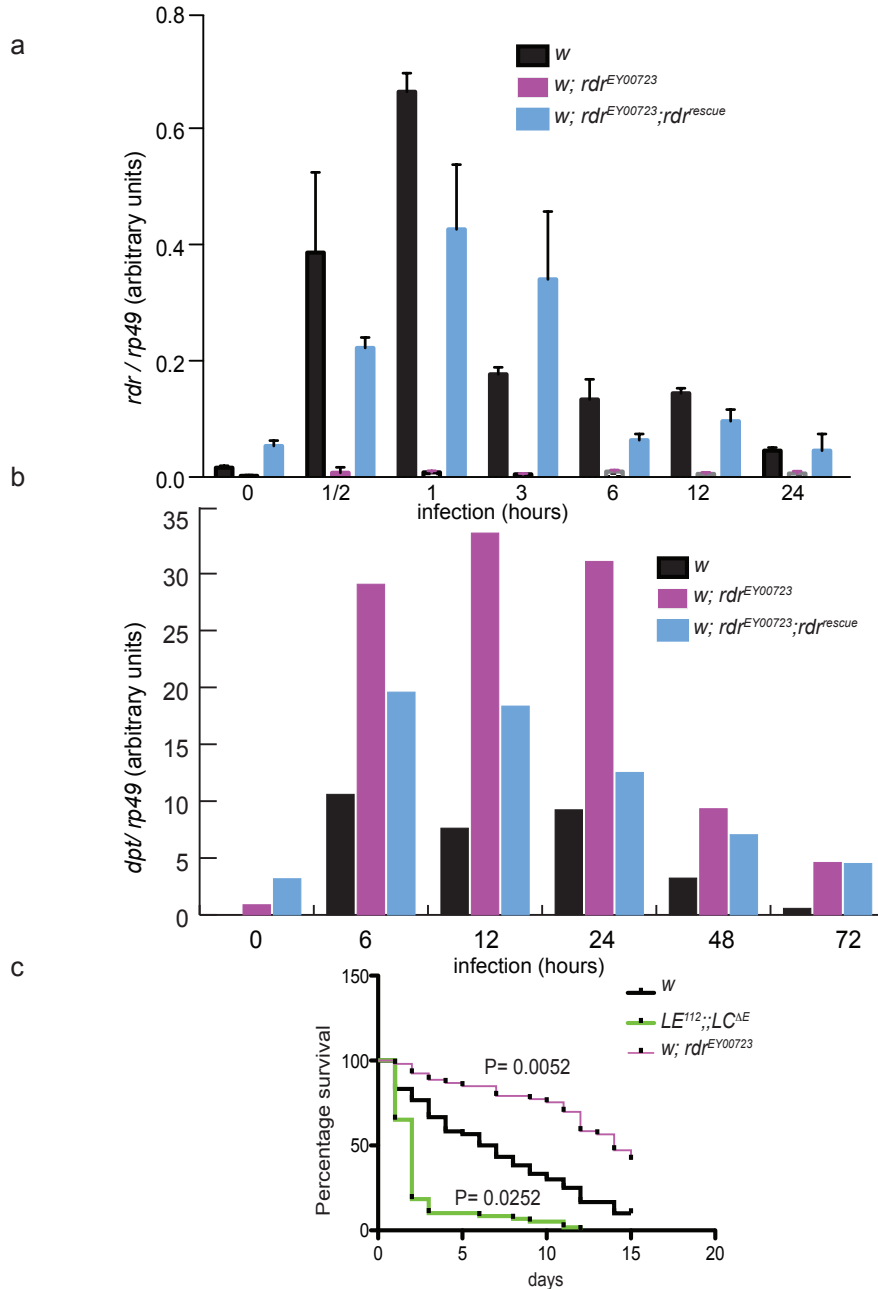 a
0.8
0.6
0.4
0.2
0.0
rdr / rp49 (arbitrary units)
w
w; rdr^EY00723
w; rdr^EY00723;rdr^rescue
0 1/2 1 3 6 12 24
infection (hours)
b
35
30
25
20
15
10
5
0
dpt/ rp49 (arbitrary units)
w
w; rdr^EY00723
w; rdr^EY00723;rdr^rescue
0 6 12 24 48 72
infection (hours)
c
150
100
50
0
Percentage survival
w
LE^112;;LC^ΔE
w; rdr^EY00723
P= 0.0052
P= 0.0252
0 5 10 15 20
days